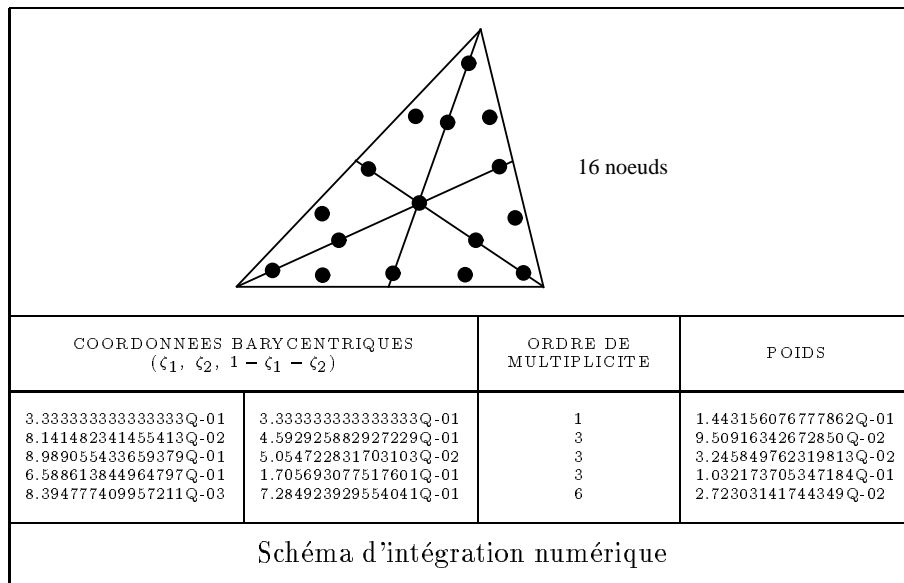 16 noeuds
COORDONNEES BARYCENTRIQUES
(ζ1, ζ2, 1 − ζ1 − ζ2)
ORDRE DE
MULTIPLICITE
POIDS
3.333333333333333Q-01 3.333333333333333Q-01 1 1.443156076777862Q-01
8.141482341455413Q-02 4.592925882927229Q-01 3 9.50916342672850Q-02
8.989055433659379Q-01 5.054722831703103Q-02 3 3.245849762319813Q-02
6.588613844964797Q-01 1.705693077517601Q-01 3 1.032173705347184Q-01
8.394777409957211Q-03 7.284923929554041Q-01 6 2.72303141744349Q-02
Schéma d'intégration numérique